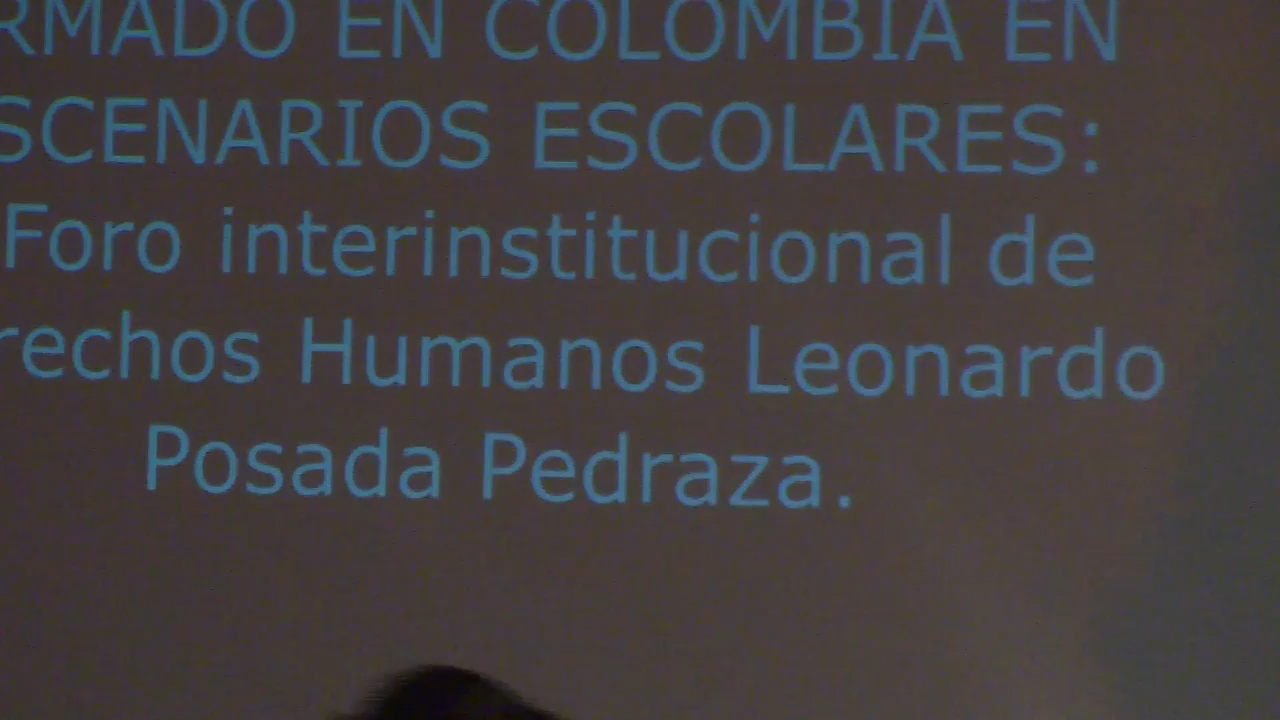 RMADO EN COLOMBIA EN
SCENARIOS ESCOLARES:
Foro interinstitucional de
rechos Humanos Leonardo
Posada Pedraza.